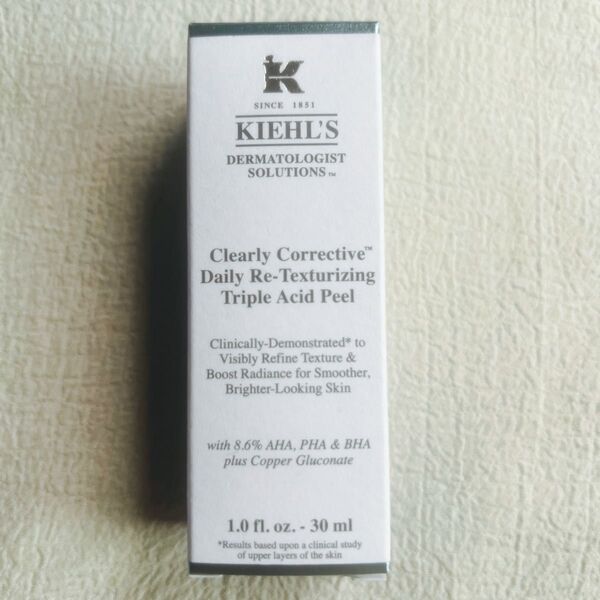 K
SINCE 1851
KIEHL'S
DERMATOLOGIST
SOLUTIONS™
Clearly Corrective™
Daily Re-Texturizing
Triple Acid Peel
Clinically-Demonstrated* to
Visibly Refine Texture &
Boost Radiance for Smoother,
Brighter-Looking Skin
with 8.6% AHA, PHA & BHA
plus Copper Gluconate
1.0 fl. oz. - 30 ml
*Results based upon a clinical study
of upper layers of the skin